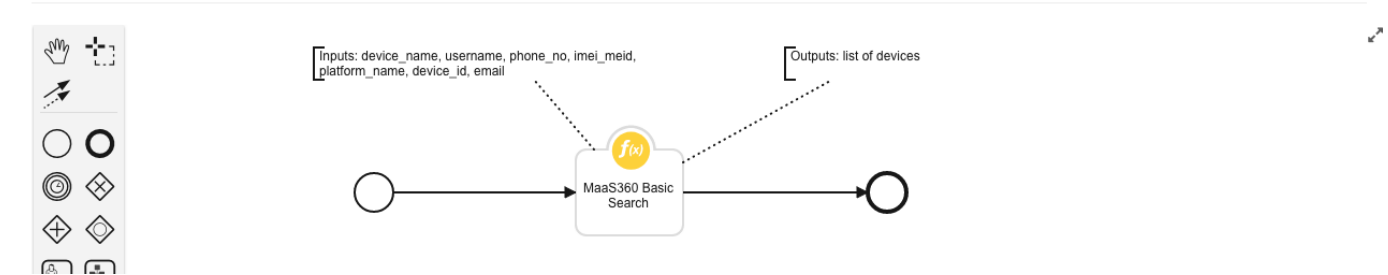 Inputs: device_name, username, phone_no, imei_meid,
platform_name, device_id, email
Outputs: list of devices
f(x)
MaaS360 Basic
Search